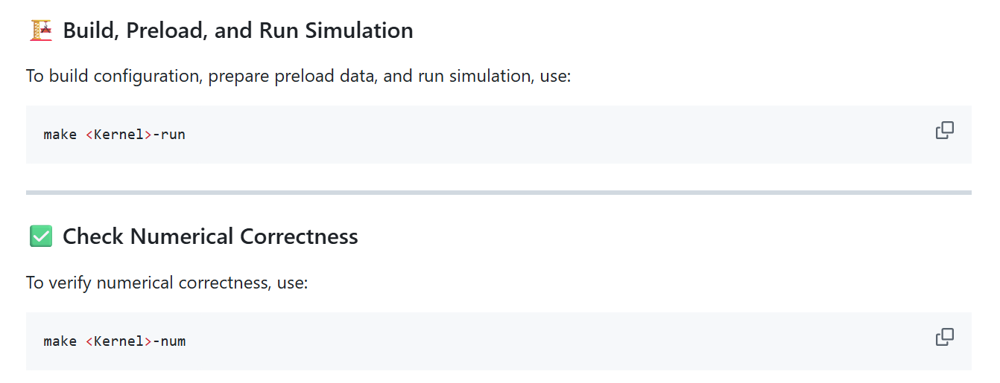 Build, Preload, and Run Simulation
To build configuration, prepare preload data, and run simulation, use:
make <Kernel>-run
Check Numerical Correctness
To verify numerical correctness, use:
make <Kernel>-num